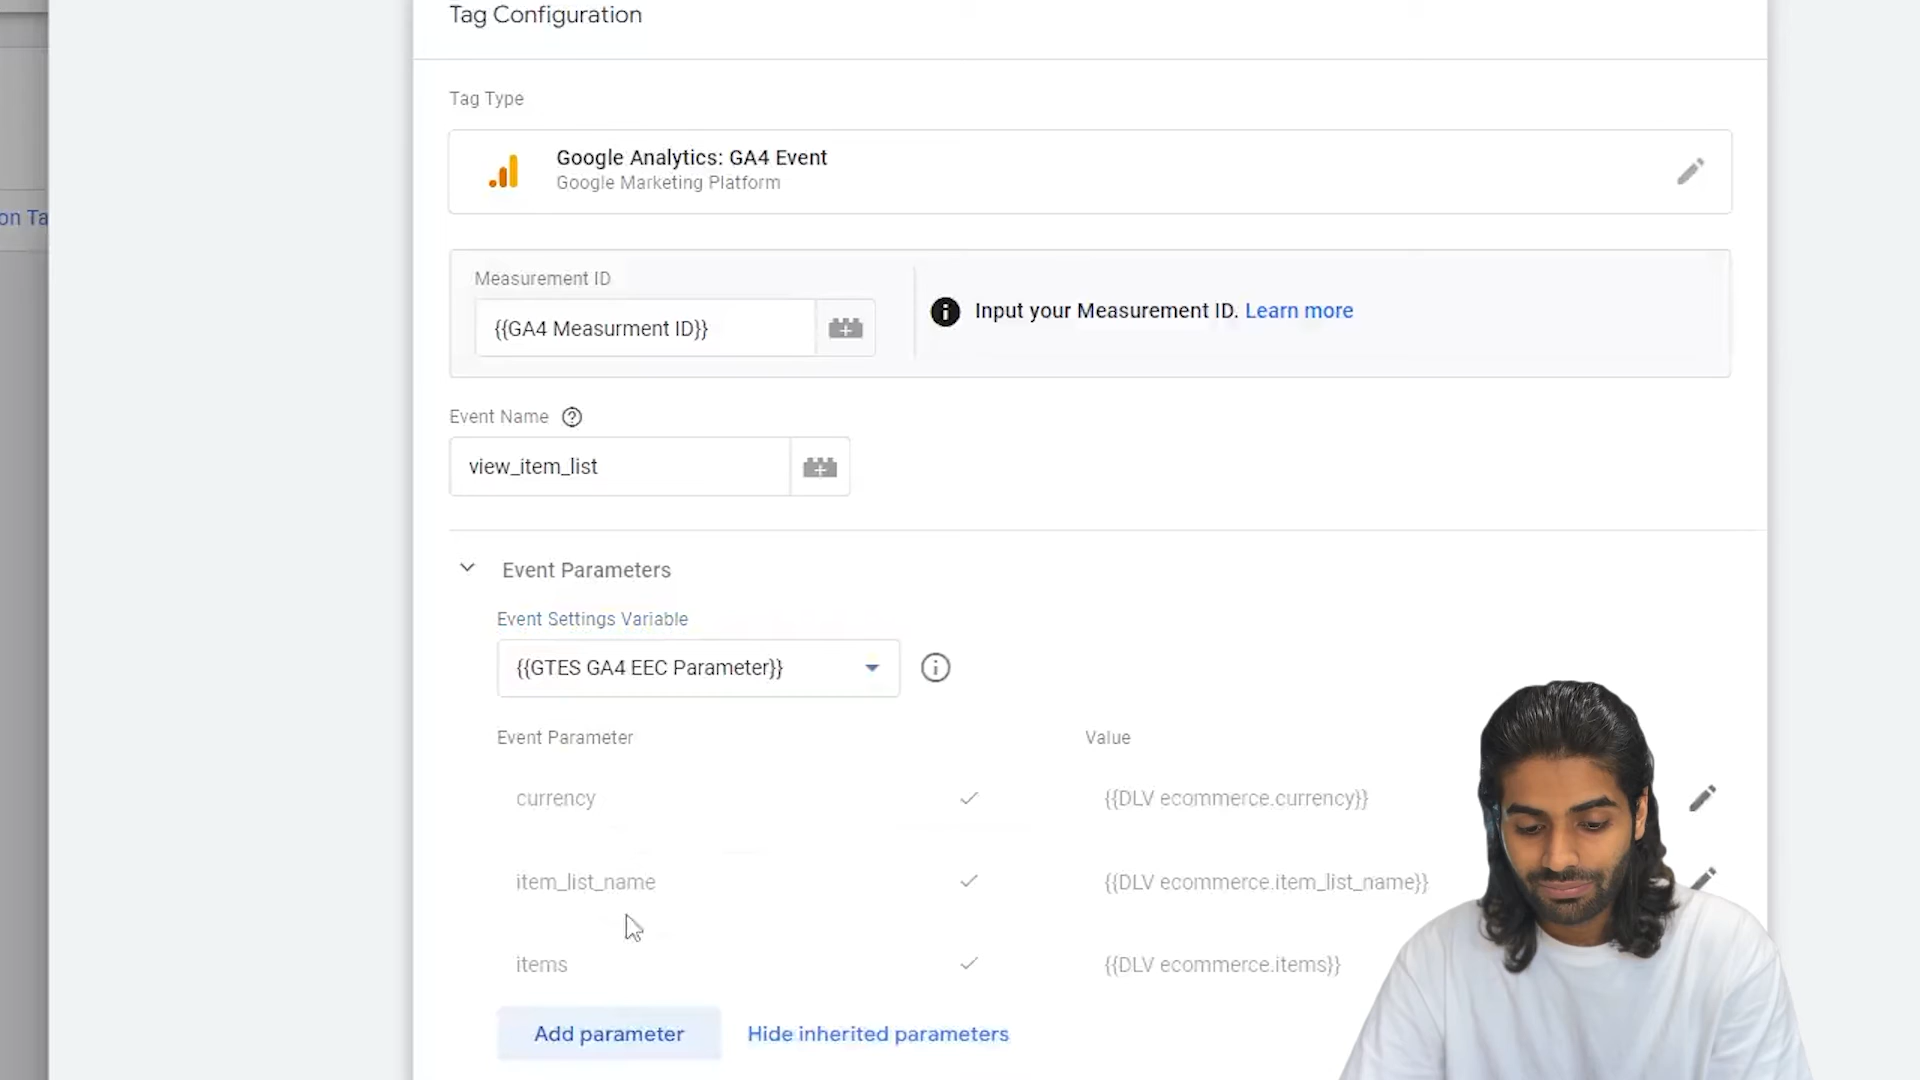 Tag Configuration
Tag Type
Google Analytics: GA4 Event
Google Marketing Platform
on Ta
Measurement ID
{{GA4 Measurment ID}}
Input your Measurement ID. Learn more
Event Name
view_item_list
Event Parameters
Event Settings Variable
{{GTES GA4 EEC Parameter}}
Event Parameter Value
currency {{DLV ecommerce.currency}}
item_list_name {{DLV ecommerce.item_list_name}}
items {{DLV ecommerce.items}}
Add parameter Hide inherited parameters